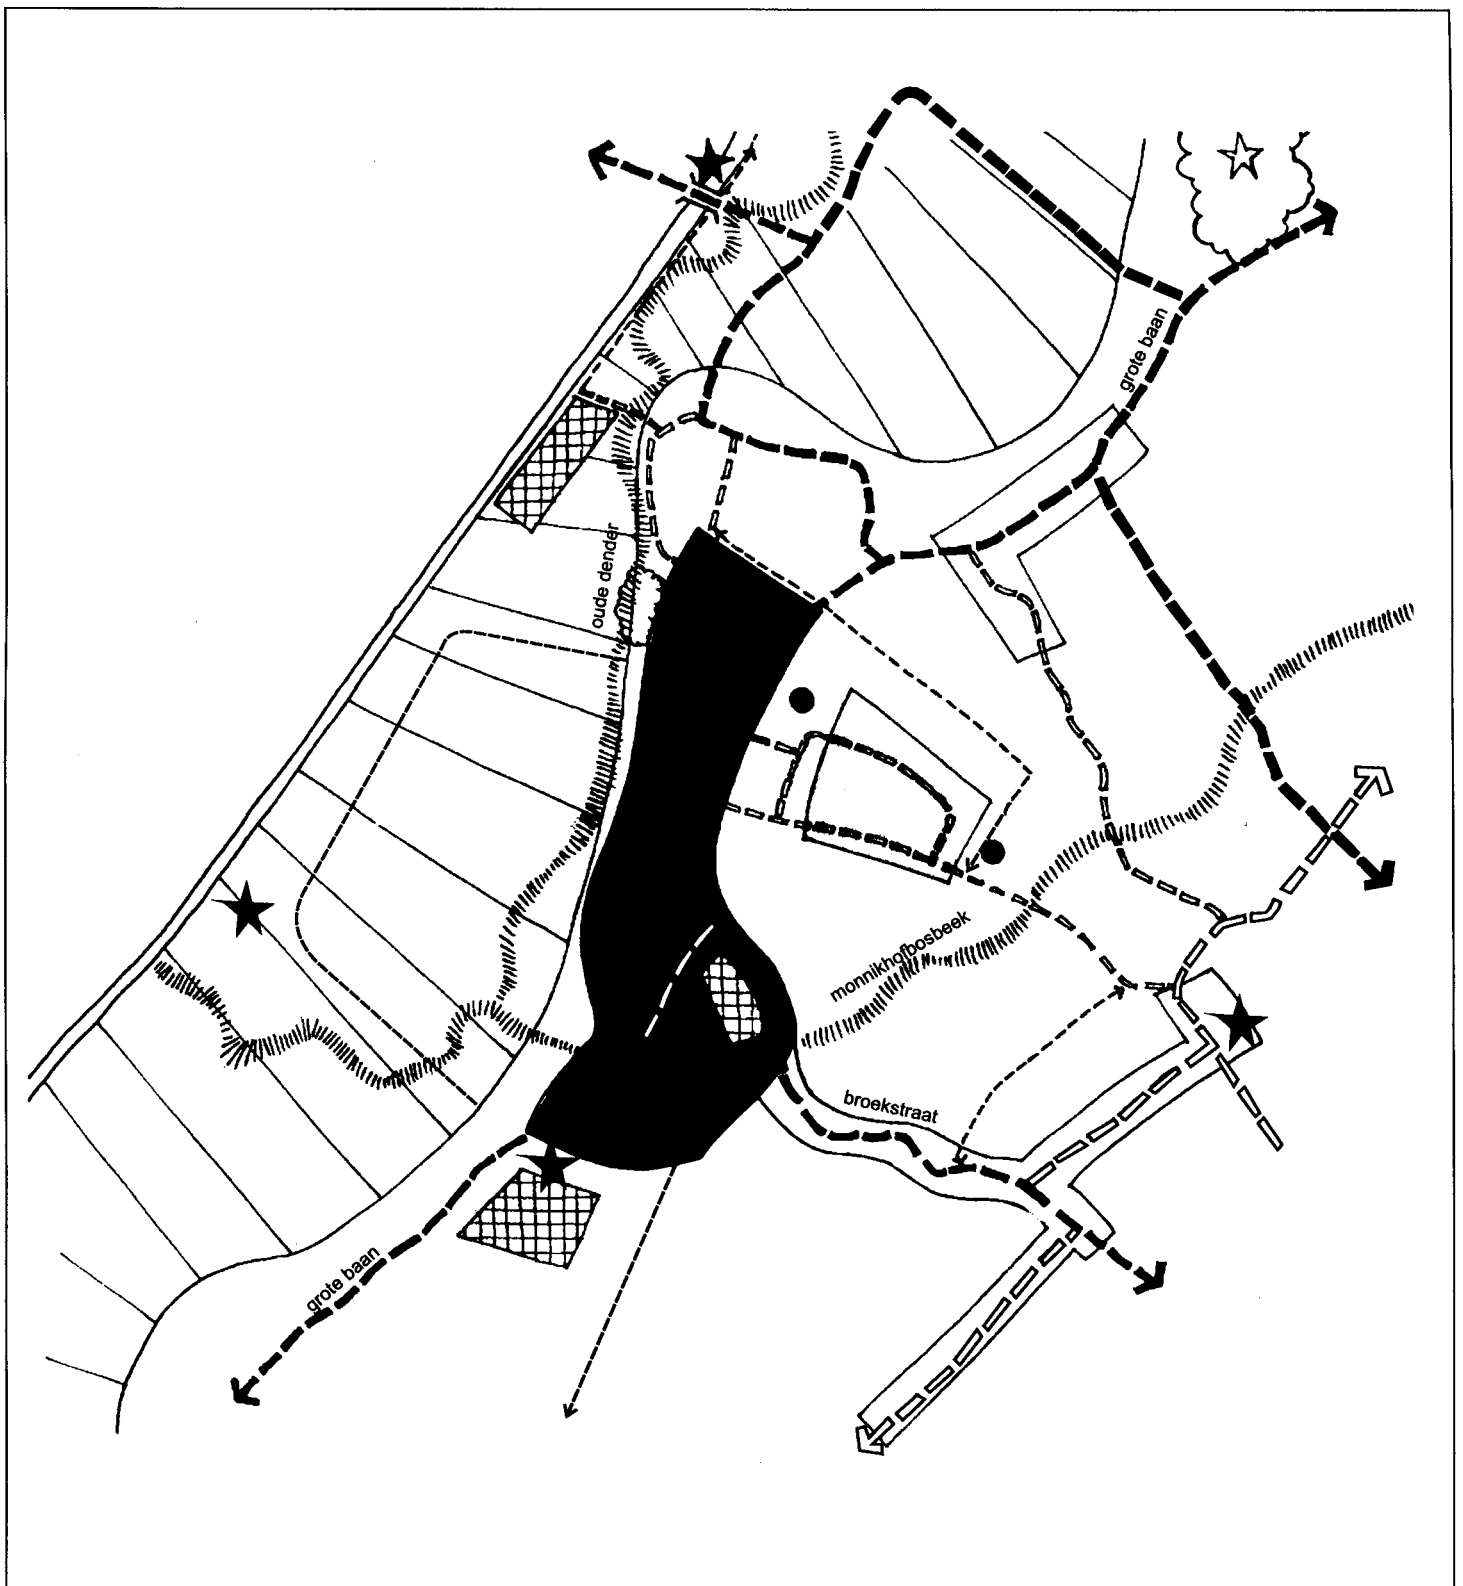 grote baan
oude dender
monnikhofbosbeek
broekstraat
grote baan